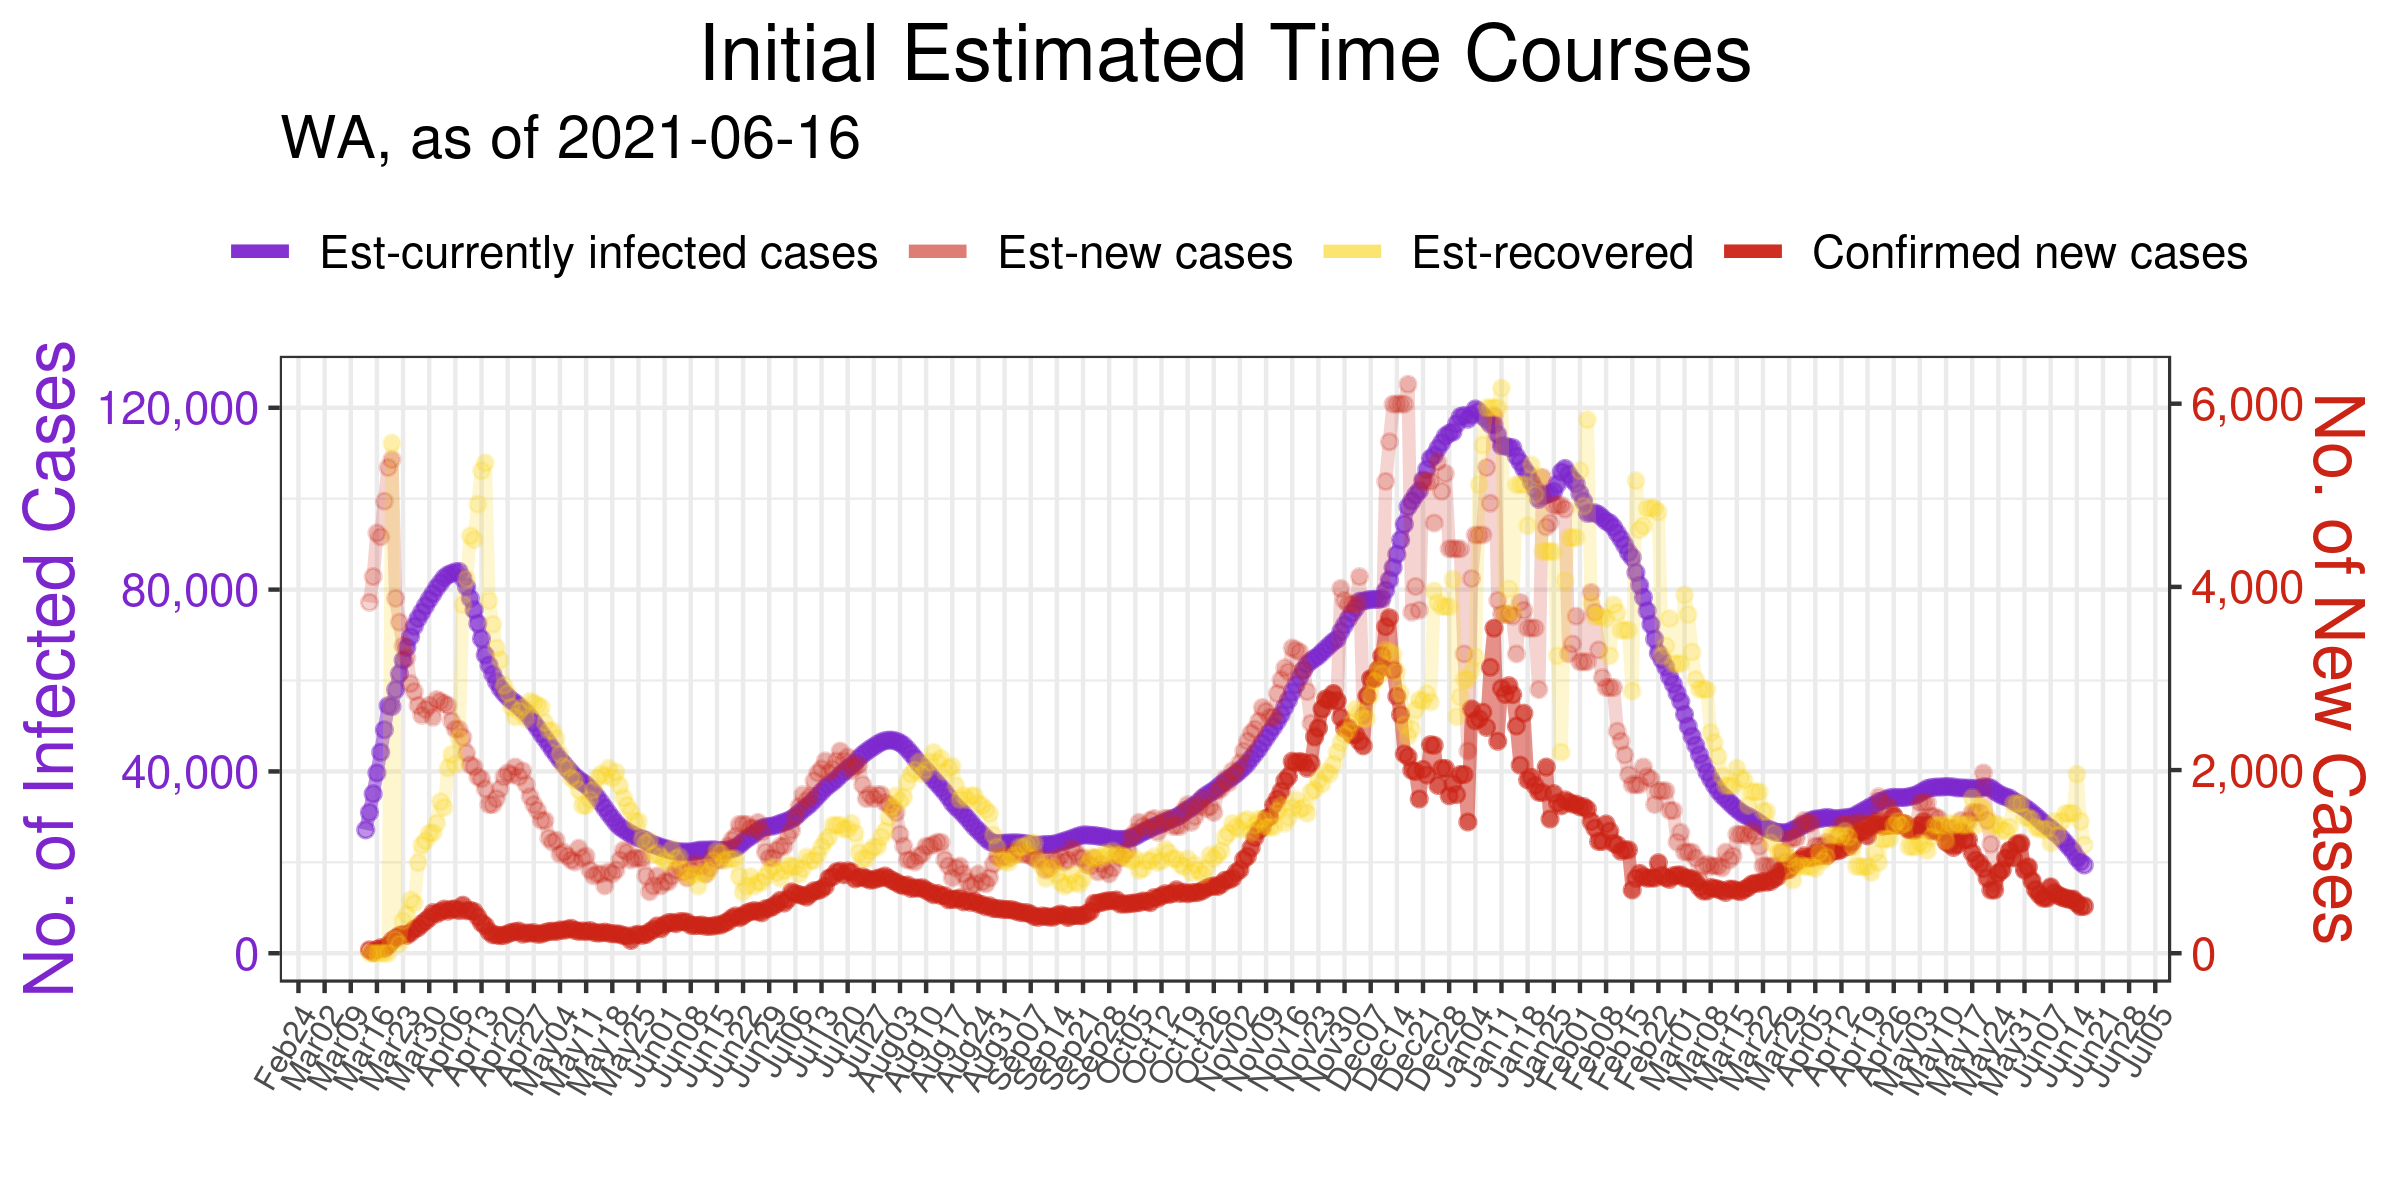 Initial Estimated Time Courses
WA, as of 2021-06-16
Est-currently infected cases
Est-new cases
Est-recovered
Confirmed new cases
No. of Infected Cases
120,000
80,000
40,000
0
6,000
4,000
2,000
0
No. of New Cases
Feb24
Mar02
Mar09
Mar16
Mar23
Mar30
Apr06
Apr13
Apr20
Apr27
May04
May11
May18
May25
Jun01
Jun08
Jun15
Jun22
Jun29
Jul06
Jul13
Jul20
Jul27
Aug03
Aug10
Aug17
Aug24
Aug31
Sep07
Sep14
Sep21
Sep28
Oct05
Oct12
Oct19
Oct26
Nov02
Nov09
Nov16
Nov23
Nov30
Dec07
Dec14
Dec21
Dec28
Jan04
Jan11
Jan18
Jan25
Feb01
Feb08
Feb15
Feb22
Mar01
Mar08
Mar15
Mar22
Mar29
Apr05
Apr12
Apr19
Apr26
May03
May10
May17
May24
May31
Jun07
Jun14
Jun21
Jun28
Jul05